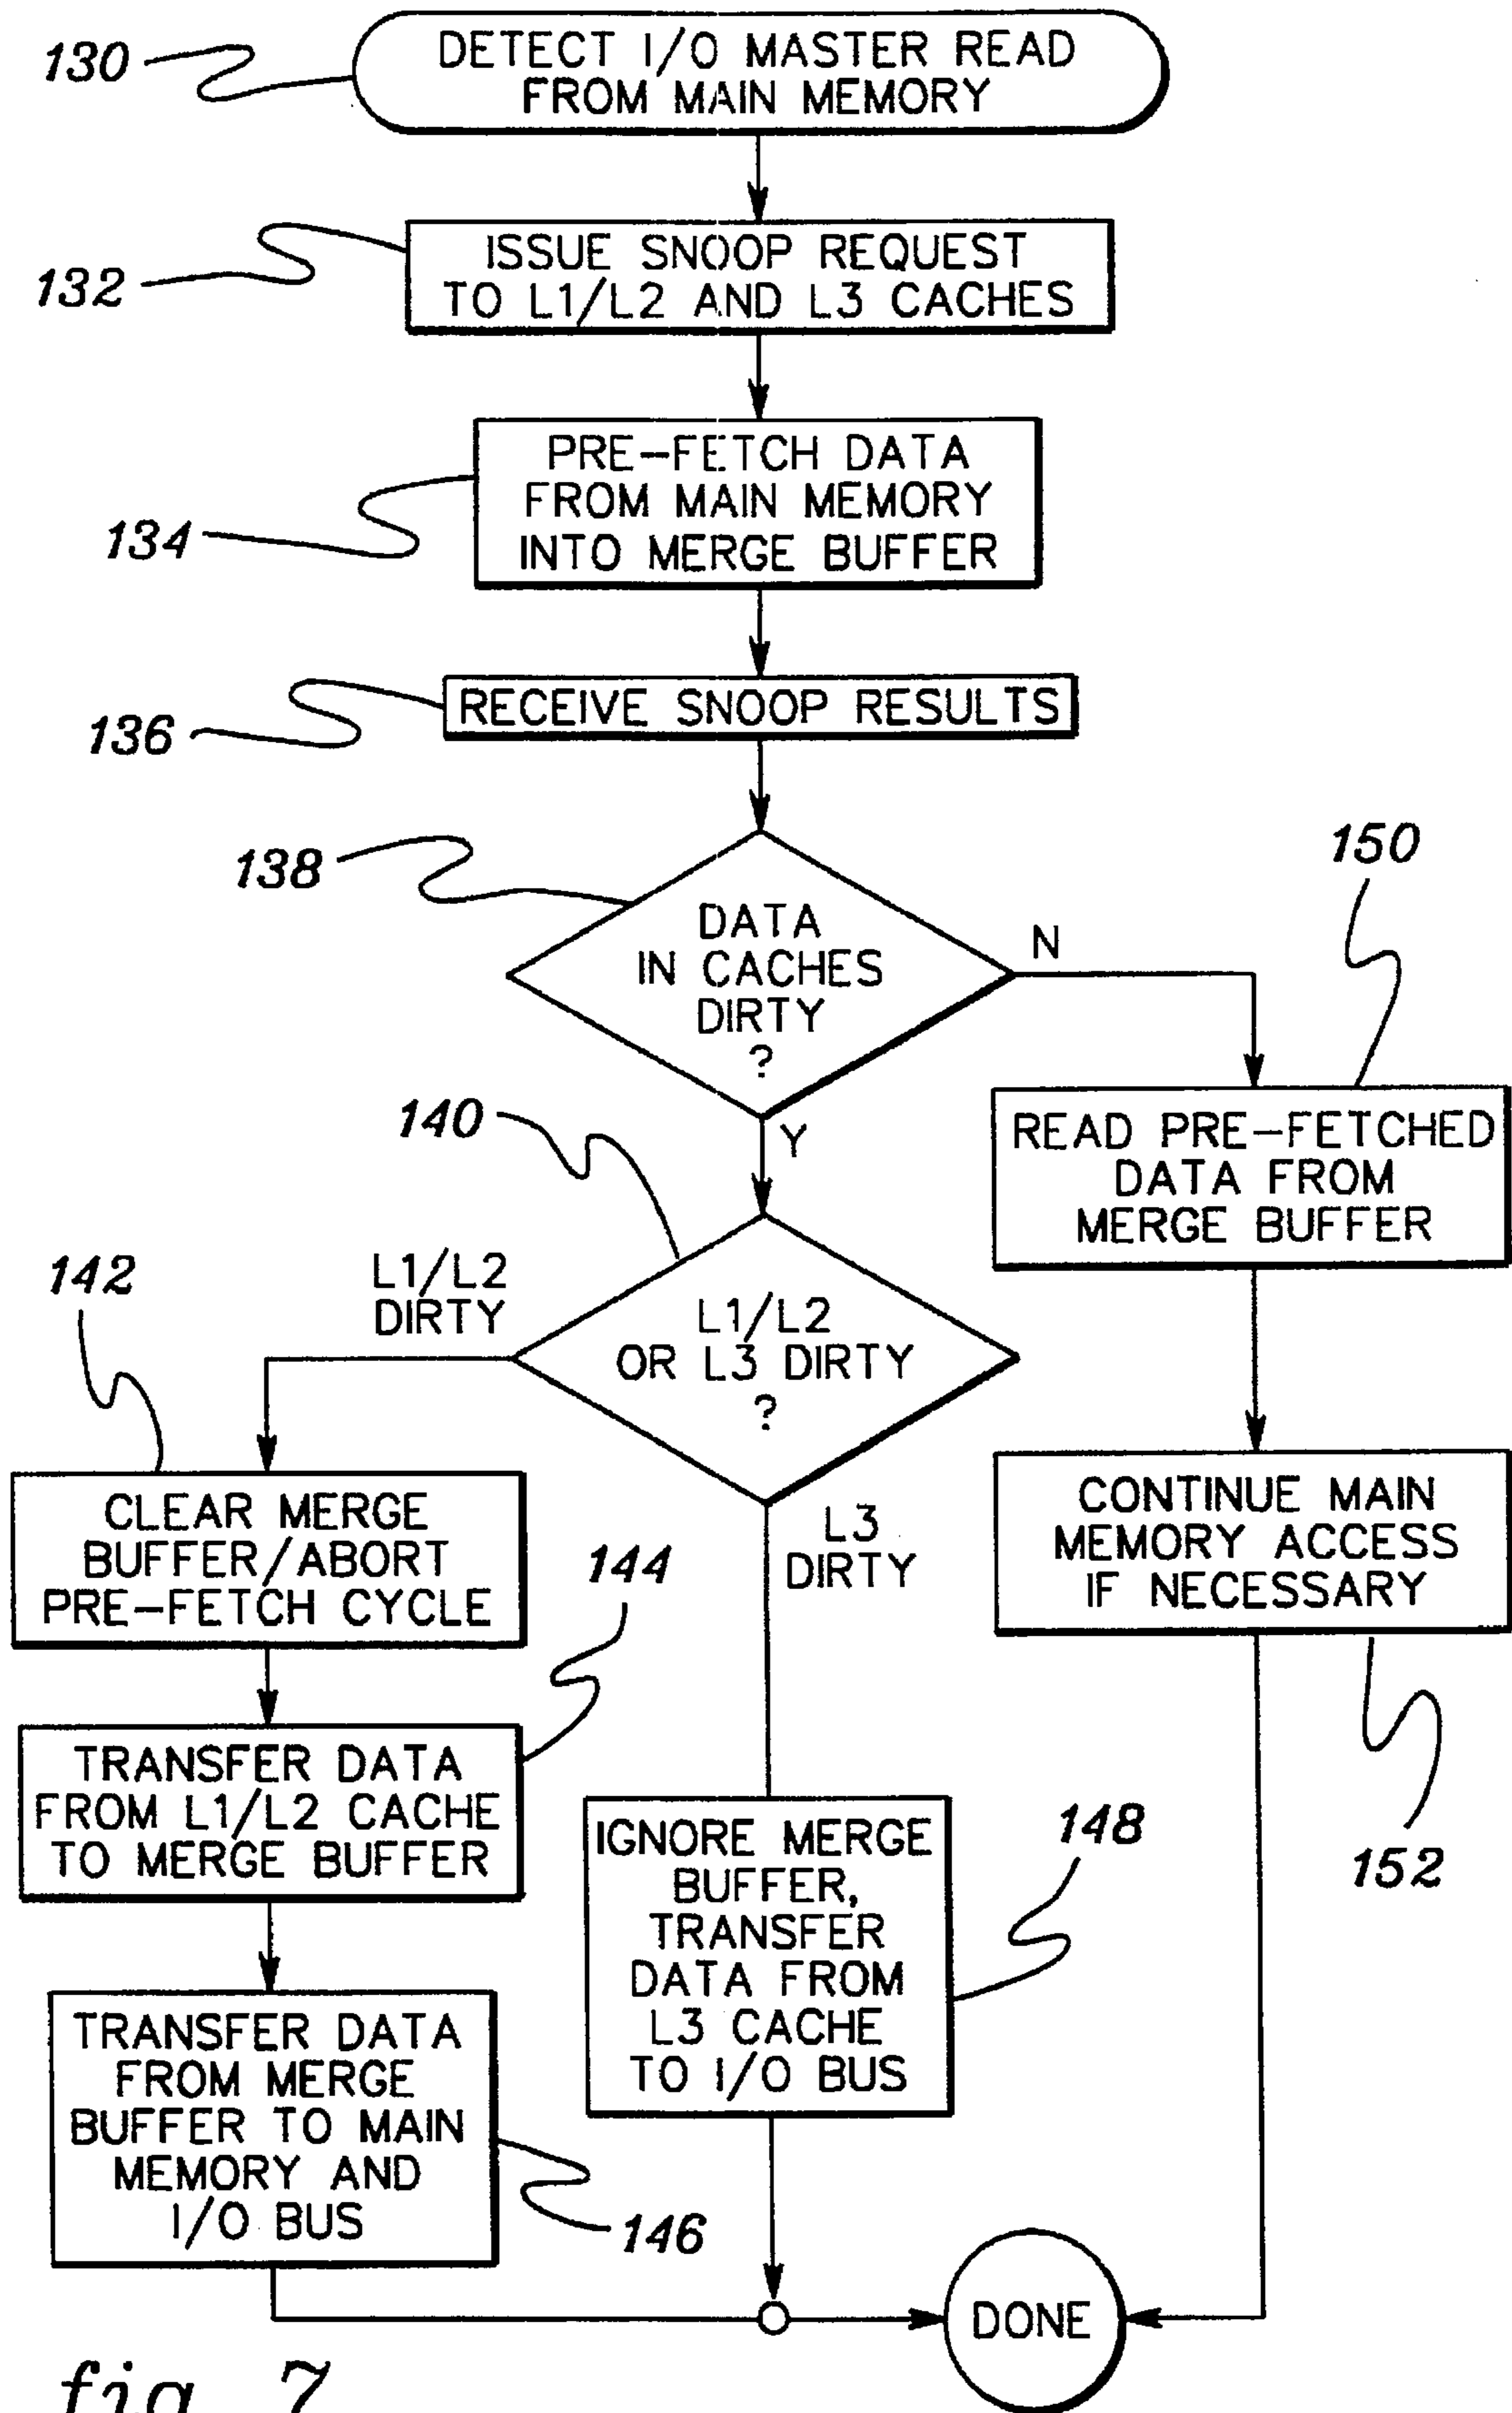 130
DETECT I/O MASTER READ
FROM MAIN MEMORY
132
ISSUE SNOOP REQUEST
TO L1/L2 AND L3 CACHES
134
PRE-FETCH DATA
FROM MAIN MEMORY
INTO MERGE BUFFER
136
RECEIVE SNOOP RESULTS
138
DATA
IN CACHES
DIRTY
?
N
150
READ PRE-FETCHED
DATA FROM
MERGE BUFFER
Y
140
L1/L2
OR L3 DIRTY
?
L1/L2
DIRTY
142
CLEAR MERGE
BUFFER/ABORT
PRE-FETCH CYCLE
L3
DIRTY
CONTINUE MAIN
MEMORY ACCESS
IF NECESSARY
152
144
TRANSFER DATA
FROM L1/L2 CACHE
TO MERGE BUFFER
IGNORE MERGE
BUFFER,
TRANSFER
DATA FROM
L3 CACHE
TO I/O BUS
148
TRANSFER DATA
FROM MERGE
BUFFER TO MAIN
MEMORY AND
I/O BUS
146
DONE
fig. 7